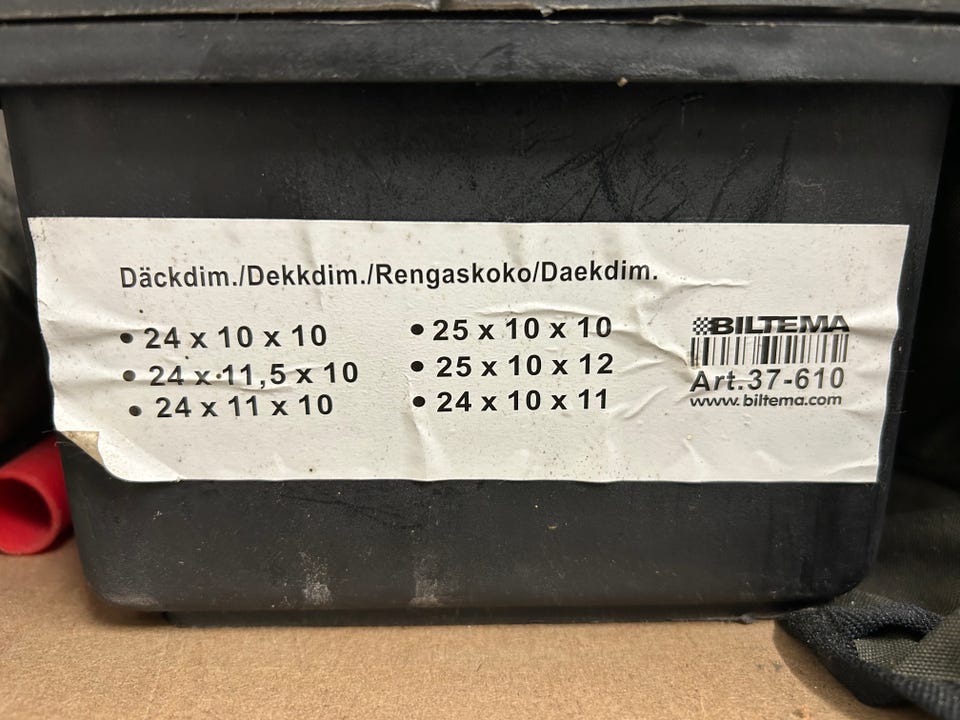 Däckdim./Dekkdim./Rengaskoko/Daekdim.
• 24 x 10 x 10
• 24 x 11,5 x 10
• 24 x 11 x 10
• 25 x 10 x 10
• 25 x 10 x 12
• 24 x 10 x 11
BILTEMA
Art.37-610
www.biltema.com